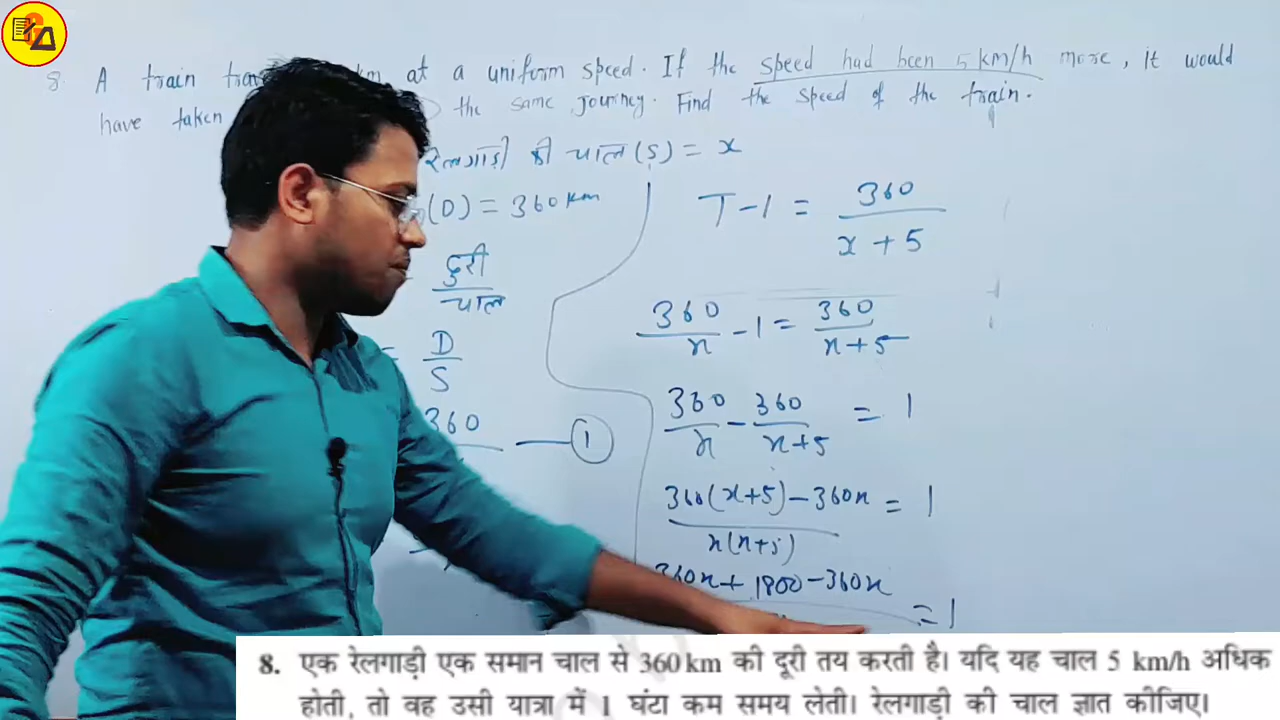 8. A train km at a uniform speed. If the speed had been 5 km/h more, it would
have taken the same journey. Find the speed of the train.
रेलगाड़ी की चाल (S) = x
(D) = 360 km
दुरी
चाल
= D
S
360 ——— 1
T - 1 = 360
x + 5
360 - 1 = 360
x x + 5
360 - 360 = 1
x x + 5
360(x+5) - 360x = 1
x(x+5)
360x + 1800 - 360x = 1
8. एक रेलगाड़ी एक समान चाल से 360 km की दूरी तय करती है। यदि यह चाल 5 km/h अधिक
होती, तो वह उसी यात्रा में 1 घंटा कम समय लेती। रेलगाड़ी की चाल ज्ञात कीजिए।